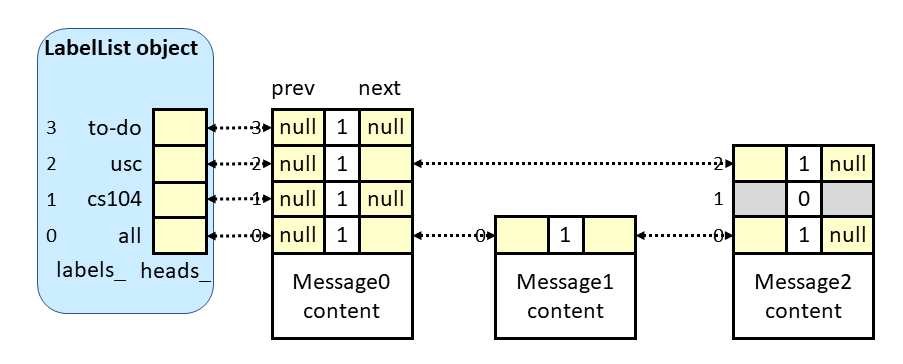 LabelList object
prev next
3 to-do 3 null 1 null
2 usc 2 null 1 2 1 null
1 cs104 1 null 1 null 1 0
0 all 0 null 1 0 1 0 1 null
labels_ heads_
Message0 Message1 Message2
content content content